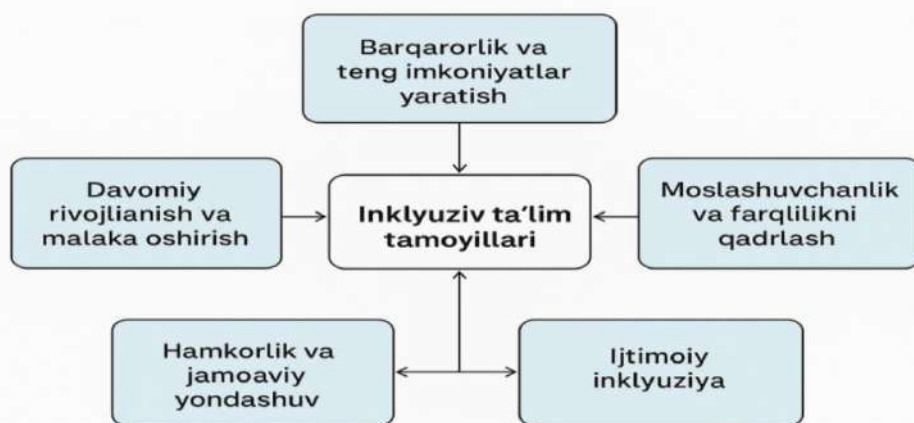 Barqarorlik va
teng imkoniyatlar
yaratish
Davomiy
rivojlianish va
malaka oshirish
Inklyuziv ta’lim
tamoyillari
Moslashuvchanlik
va farqlilikni
qadrlash
Hamkorlik va
jamoaviy
yondashuv
Ijtimoiy
inklyuziya